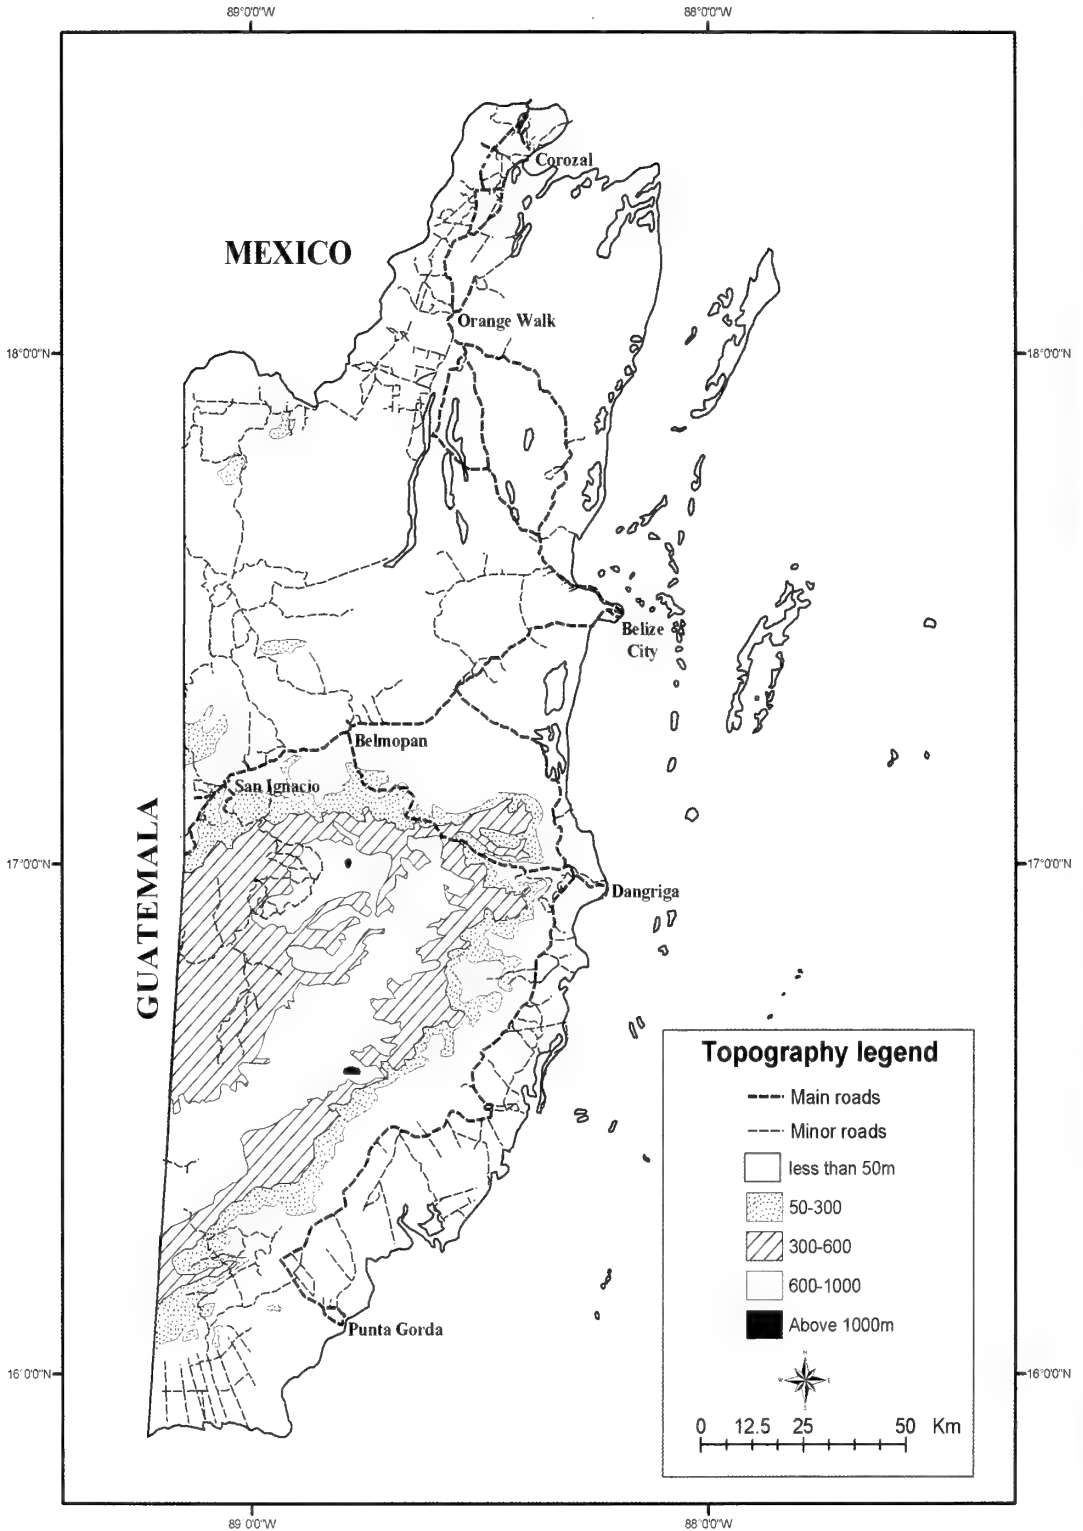 89°0'0"W
88°0'0"W
Corozal
MEXICO
Orange Walk
18°0'0"N
18°0'0"N
Belize
City
Belmopan
San Ignacio
GUATEMALA
17°0'0"N
17°0'0"N
Dangriga
Topography legend
Main roads
Minor roads
less than 50m
50-300
300-600
600-1000
Above 1000m
Punta Gorda
N
W
E
S
16°0'0"N
16°0'0"N
0 12.5 25 50 Km
89°0'0"W
88°0'0"W